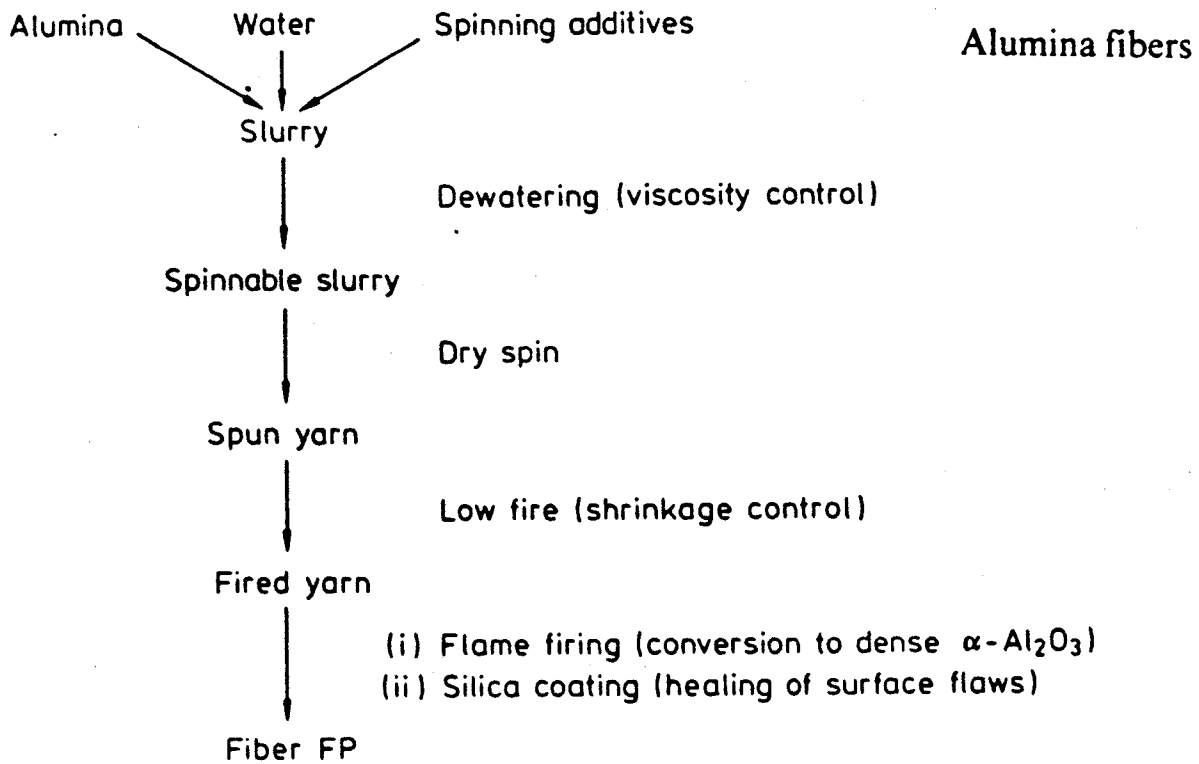 Alumina Water Spinning additives
Alumina fibers
Slurry
Dewatering (viscosity control)
Spinnable slurry
Dry spin
Spun yarn
Low fire (shrinkage control)
Fired yarn
(i) Flame firing (conversion to dense α-Al₂O₃)
(ii) Silica coating (healing of surface flaws)
Fiber FP